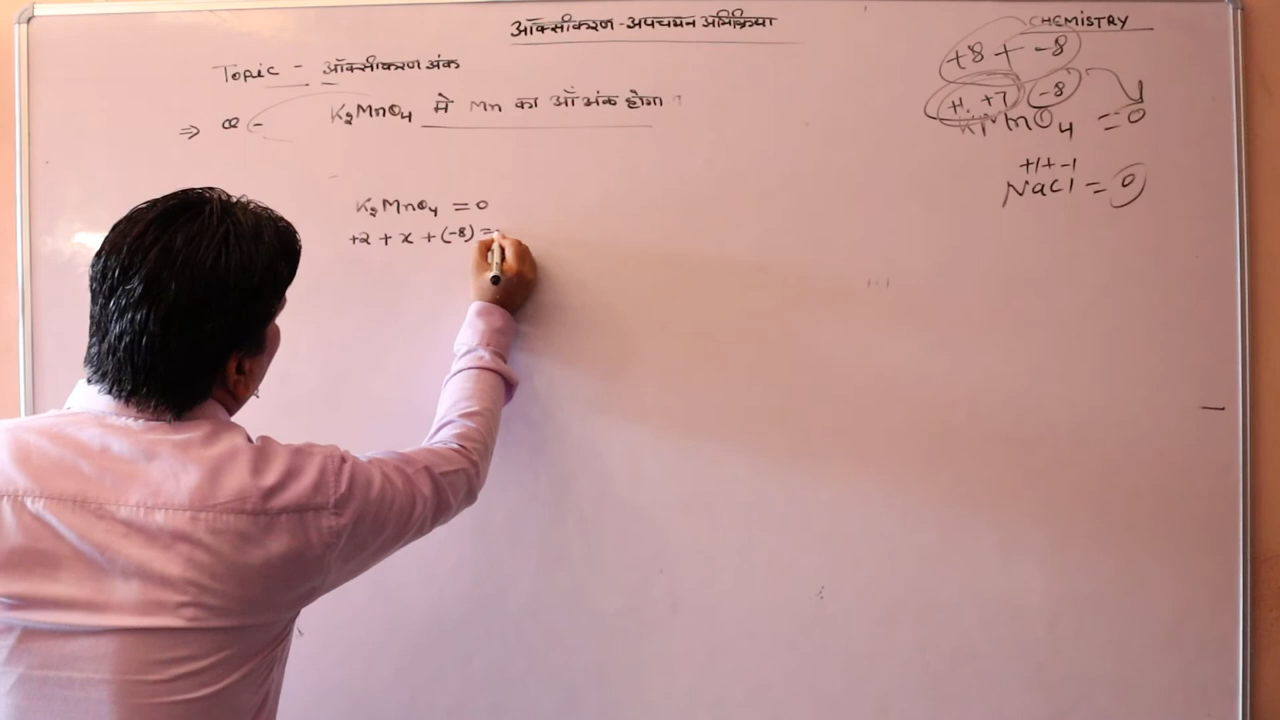 ऑक्सीकरण-अपचयन अभिक्रिया
CHEMISTRY
Topic - ऑक्सीकरण अंक
⇒ Q - K₂MnO₄ मे Mn का ऑ॰ अंक होगा ?
K₂MnO₄ = 0
+2 + x + (-8) =
+8 + -8
+1, +7 -8
KMnO₄ = 0
+1 + -1
NaCl = 0